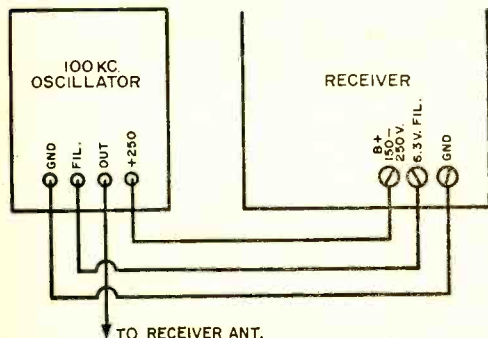 100 KC.
OSCILLATOR
GND
FIL.
OUT
+250
RECEIVER
B+
150-
250 V.
6.3 V. FIL.
GND
TO RECEIVER ANT.